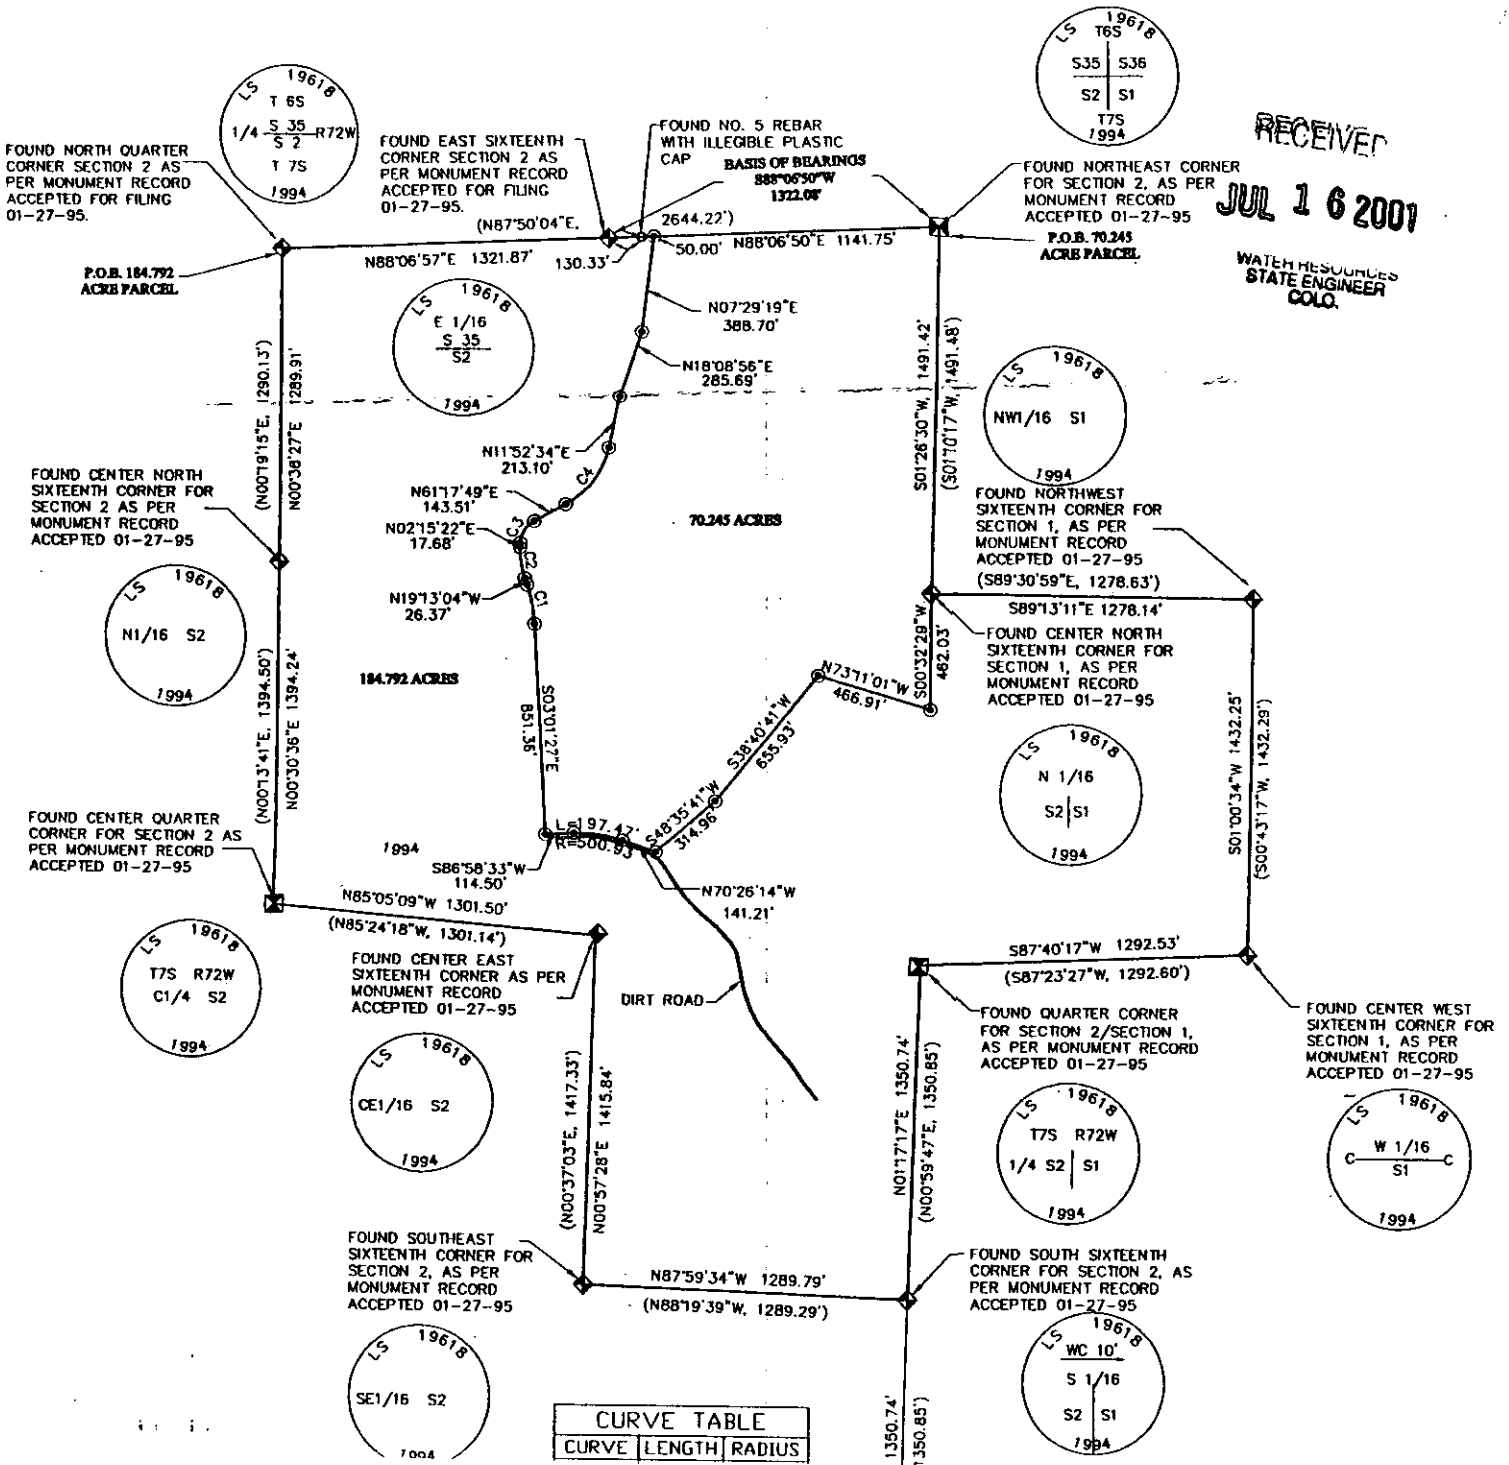 LS 19618
T6S
S35 S36
S2 S1
T7S
1994
LS 19618
T 6S
1/4 S 35 R72W
S 2
T 7S
1994
RECEIVED
JUL 16 2001
WATER RESOURCES
STATE ENGINEER
COLO.
FOUND NORTH QUARTER
CORNER SECTION 2 AS
PER MONUMENT RECORD
ACCEPTED FOR FILING
01-27-95.
FOUND EAST SIXTEENTH
CORNER SECTION 2 AS
PER MONUMENT RECORD
ACCEPTED FOR FILING
01-27-95.
FOUND NO. 5 REBAR
WITH ILLEGIBLE PLASTIC
CAP
BASIS OF BEARINGS
S88°06'50"W
1322.08'
FOUND NORTHEAST CORNER
FOR SECTION 2, AS PER
MONUMENT RECORD
ACCEPTED 01-27-95
(N87°50'04"E, 2644.22')
P.O.B. 184.792
ACRE PARCEL
N88°06'57"E 1321.87'
130.33'
50.00'
N88°06'50"E 1141.75'
P.O.B. 70.245
ACRE PARCEL
LS 19618
E 1/16
S 35
S2
1994
N07°29'19"E
388.70'
N18°08'56"E
285.69'
(N00°19'15"E, 1290.13')
N00°38'27"E 1289.91'
S01°26'30"W, 1491.42'
(S01°10'17"W, 1491.48')
LS 19618
NW1/16 S1
1994
N11°52'34"E
213.10'
C4
N61°17'49"E
143.51'
C3
N02°15'22"E
17.68'
C2
N19°13'04"W
26.37'
C1
70.245 ACRES
FOUND CENTER NORTH
SIXTEENTH CORNER FOR
SECTION 2 AS PER
MONUMENT RECORD
ACCEPTED 01-27-95
FOUND NORTHWEST
SIXTEENTH CORNER FOR
SECTION 1, AS PER
MONUMENT RECORD
ACCEPTED 01-27-95
(S89°30'59"E, 1278.63')
S89°13'11"E 1278.14'
LS 19618
N1/16 S2
1994
S00°32'29"W
462.03'
FOUND CENTER NORTH
SIXTEENTH CORNER FOR
SECTION 1, AS PER
MONUMENT RECORD
ACCEPTED 01-27-95
184.792 ACRES
N73°11'01"W
466.91'
S03°01'27"E
851.36'
S38°40'41"W
655.93'
(N00°13'41"E, 1394.50')
N00°30'36"E 1394.24'
S01°00'34"W 1432.25'
(S00°43'17"W, 1432.29')
LS 19618
N 1/16
S2 S1
1994
FOUND CENTER QUARTER
CORNER FOR SECTION 2 AS
PER MONUMENT RECORD
ACCEPTED 01-27-95
1994
L=197.47'
R=500.93'
S48°35'41"W
314.96'
S86°58'33"W
114.50'
N70°26'14"W
141.21'
N85°05'09"W 1301.50'
(N85°24'18"W, 1301.14')
LS 19618
T7S R72W
C1/4 S2
1994
FOUND CENTER EAST
SIXTEENTH CORNER AS PER
MONUMENT RECORD
ACCEPTED 01-27-95
DIRT ROAD
S87°40'17"W 1292.53'
(S87°23'27"W, 1292.60')
FOUND QUARTER CORNER
FOR SECTION 2/SECTION 1,
AS PER MONUMENT RECORD
ACCEPTED 01-27-95
FOUND CENTER WEST
SIXTEENTH CORNER FOR
SECTION 1, AS PER
MONUMENT RECORD
ACCEPTED 01-27-95
LS 19618
CE1/16 S2
1994
(N00°37'03"E, 1417.33')
N00°57'28"E 1415.84'
N01°17'17"E 1350.74'
(N00°59'47"E, 1350.85')
LS 19618
T7S R72W
1/4 S2 S1
1994
LS 19618
W 1/16
C C
S1
1994
FOUND SOUTHEAST
SIXTEENTH CORNER FOR
SECTION 2, AS PER
MONUMENT RECORD
ACCEPTED 01-27-95
N87°59'34"W 1289.79'
(N88°19'39"W, 1289.29')
FOUND SOUTH SIXTEENTH
CORNER FOR SECTION 2, AS
PER MONUMENT RECORD
ACCEPTED 01-27-95
LS 19618
SE1/16 S2
1994
LS 19618
WC 10'
S 1/16
S2 S1
1994
1350.74'
1350.85')
CURVE TABLE
CURVE LENGTH RADIUS